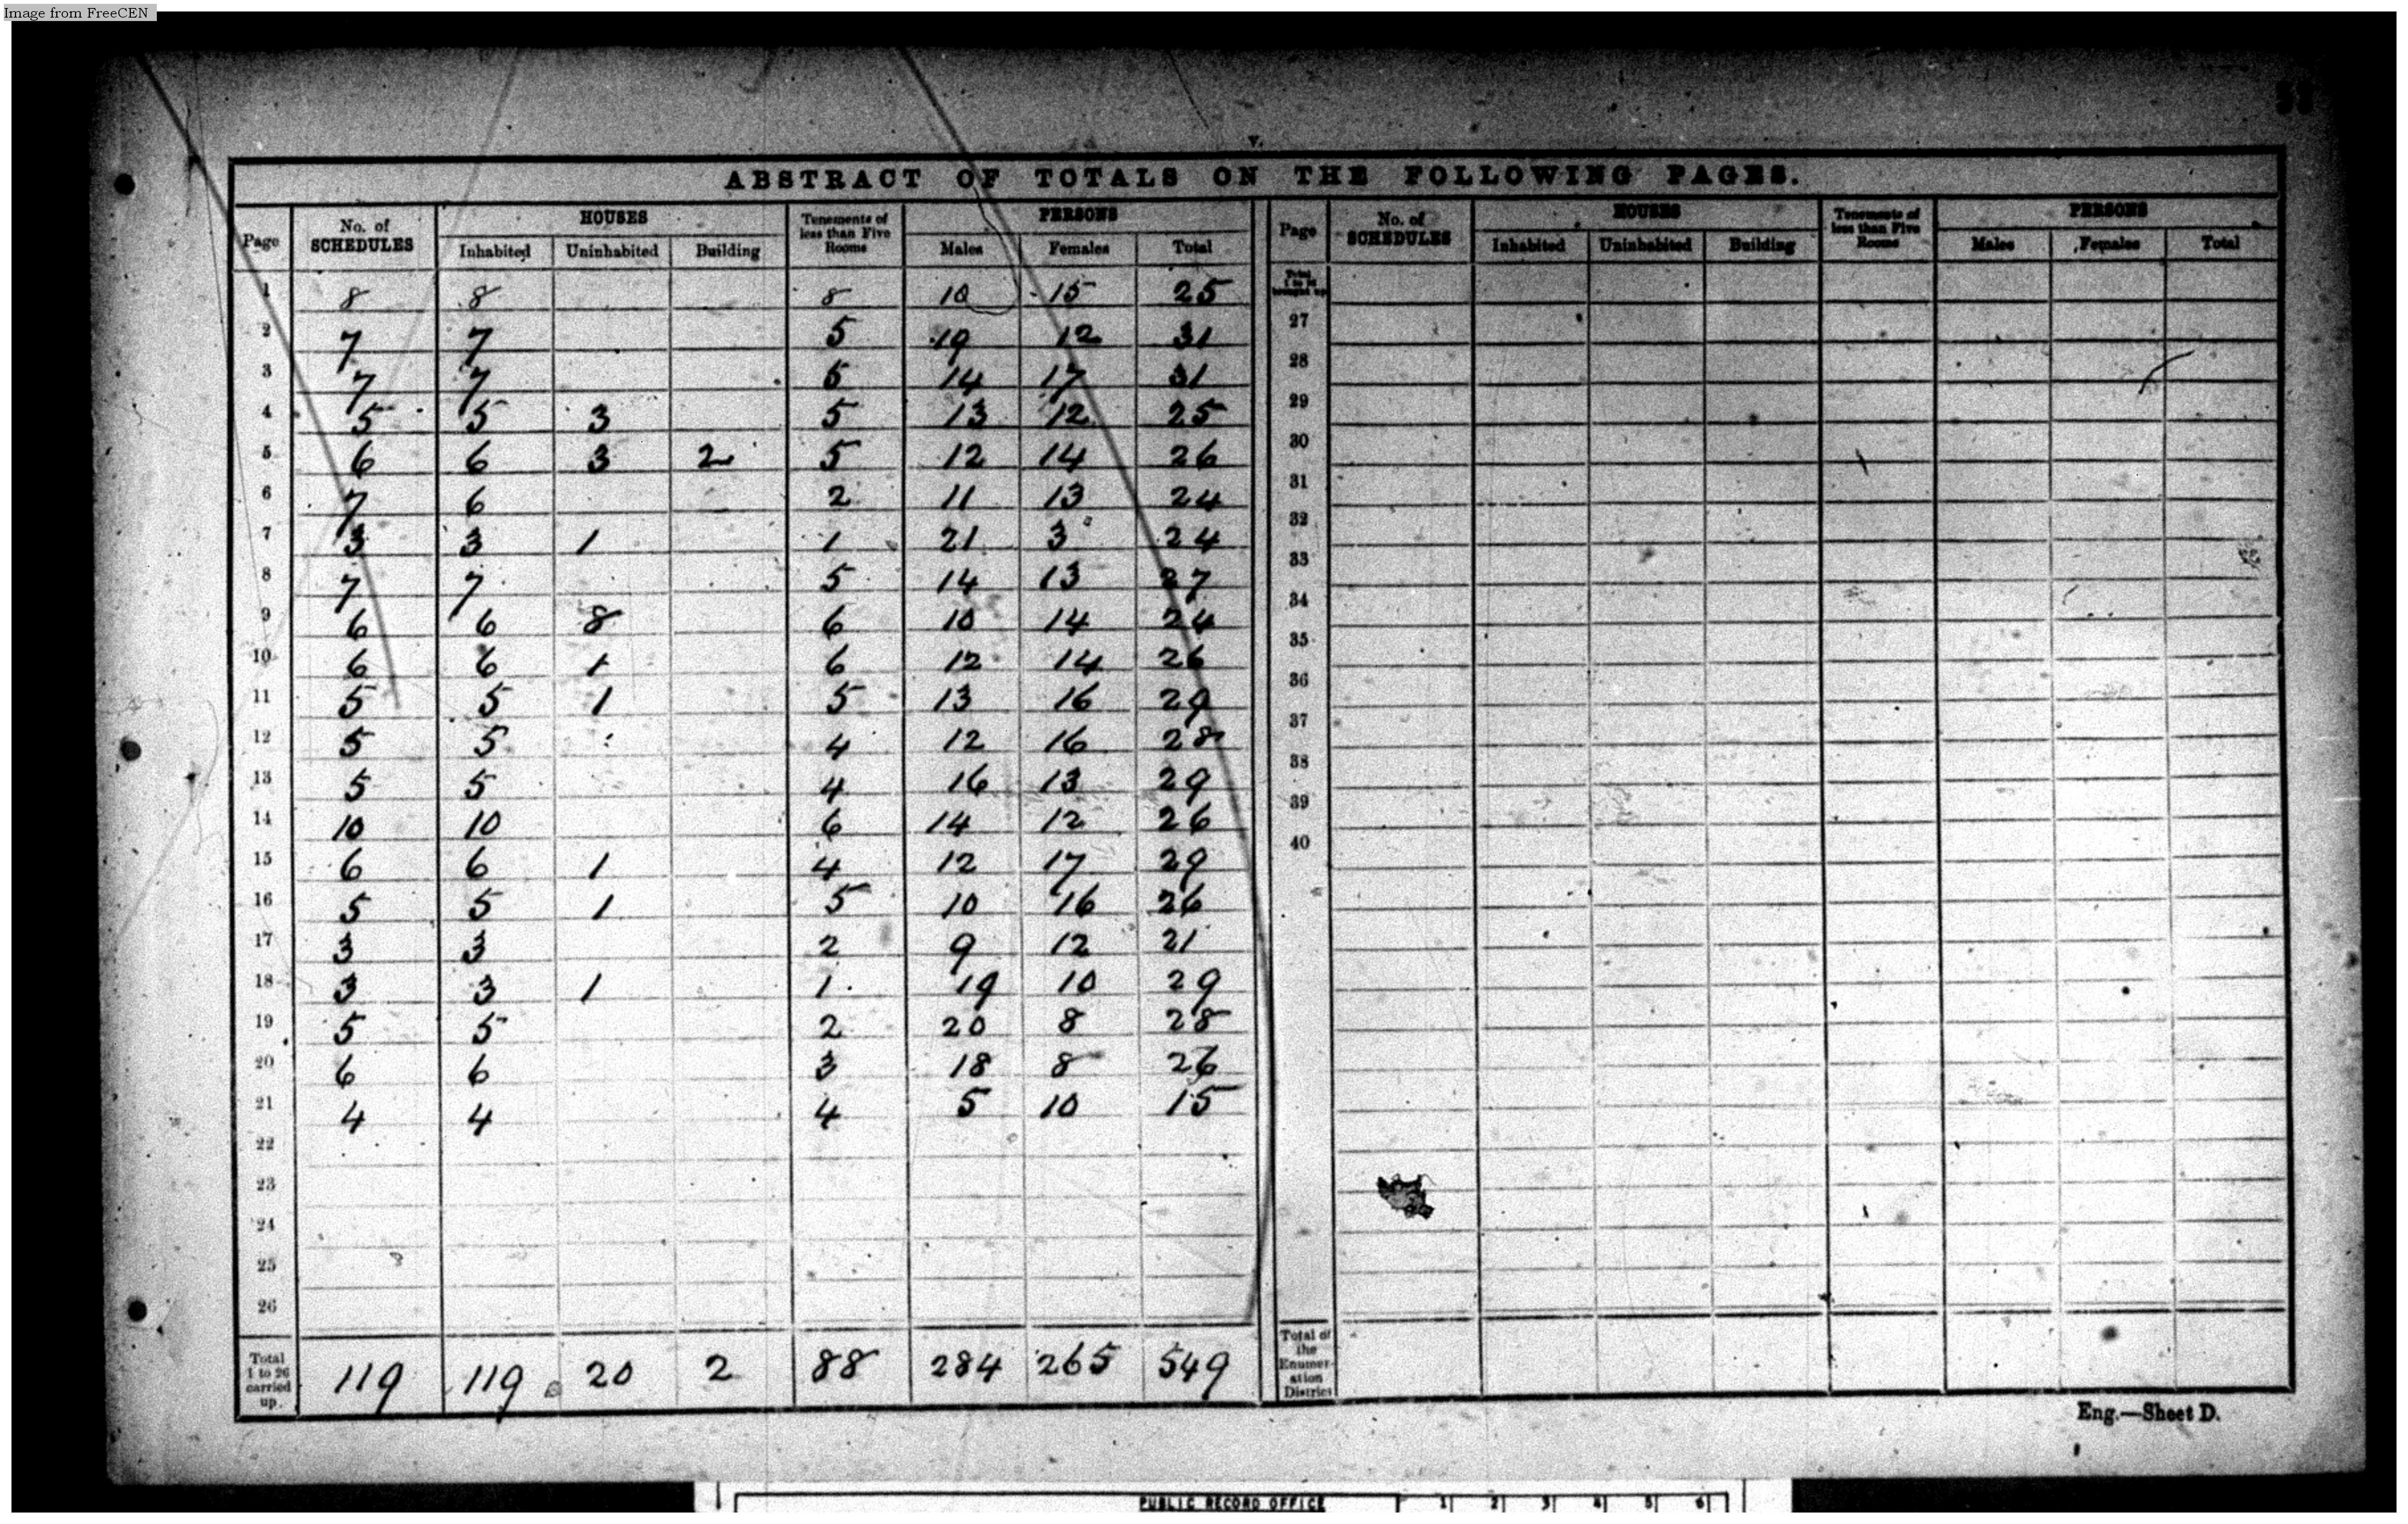 Image from FreeCEN
v.
ABSTRACT OF TOTALS ON THE FOLLOWING PAGES.
Page No. of SCHEDULES HOUSES Inhabited Uninhabited Building Tenements of less than Five Rooms PERSONS Males Females Total
1 8 8 8 10 15 25
2 7 7 5 19 12 31
3 7 7 5 14 17 31
4 5 5 3 5 13 12 25
5 6 6 3 2 5 12 14 26
6 7 6 2 11 13 24
7 3 3 1 1 21 3 24
8 7 7 5 14 13 27
9 6 6 8 6 10 14 24
10 6 6 1 6 12 14 26
11 5 5 1 5 13 16 29
12 5 5 4 12 16 28
13 5 5 4 16 13 29
14 10 10 6 14 12 26
15 6 6 1 4 12 17 29
16 5 5 1 5 10 16 26
17 3 3 2 9 12 21
18 3 3 1 1 19 10 29
19 5 5 2 20 8 28
20 6 6 3 18 8 26
21 4 4 4 5 10 15
22
23
24
25
26
Total 1 to 26 carried up. 119 119 20 2 88 284 265 549
Page No. of SCHEDULES HOUSES Inhabited Uninhabited Building Tenements of less than Five Rooms PERSONS Males Females Total
Total 1 to 26 brought up
27
28
29
30
31
32
33
34
35
36
37
38
39
40
Total of the Enumeration District
Eng.—Sheet D.
PUBLIC RECORD OFFICE 1 2 3 4 5 6